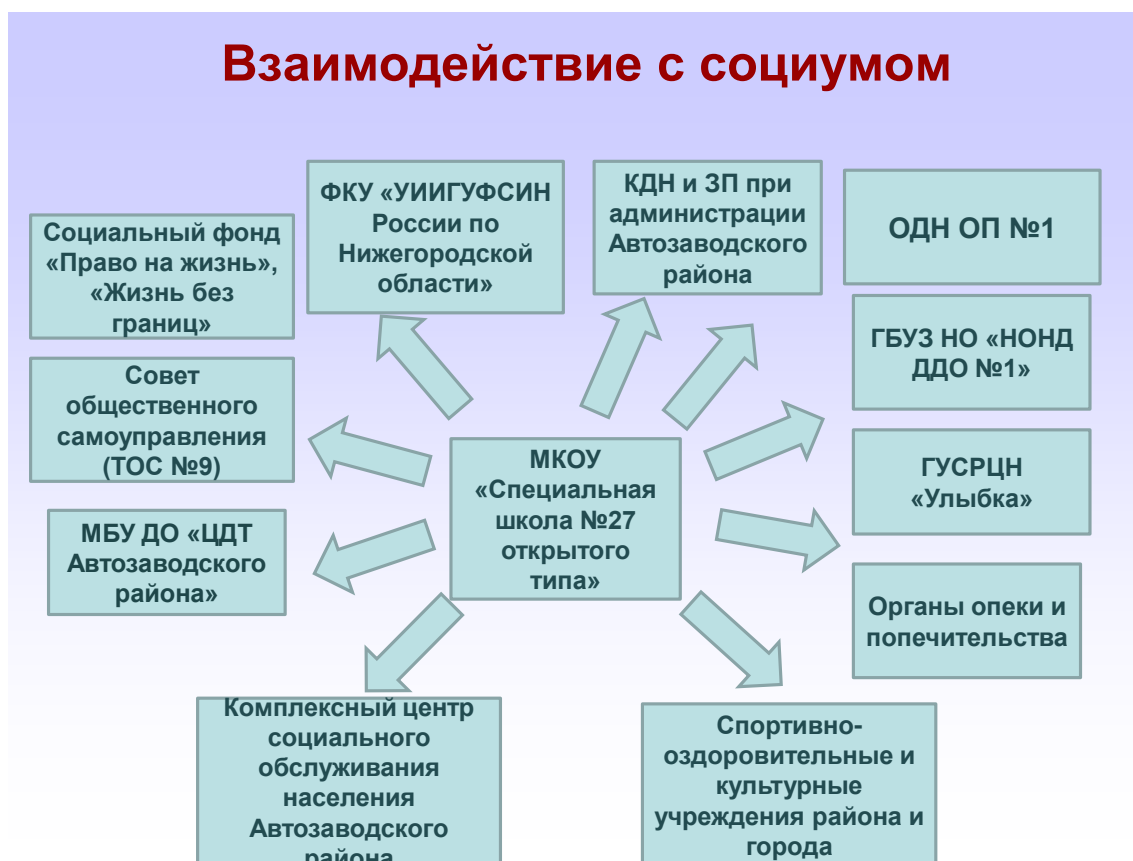 Взаимодействие с социумом
Социальный фонд
«Право на жизнь»,
«Жизнь без
границ»
ФКУ «УИИГУФСИН
России по
Нижегородской
области»
КДН и ЗП при
администрации
Автозаводского
района
ОДН ОП №1
ГБУЗ НО «НОНД
ДДО №1»
Совет
общественного
самоуправления
(ТОС №9)
МКОУ
«Специальная
школа №27
открытого
типа»
ГУСРЦН
«Улыбка»
МБУ ДО «ЦДТ
Автозаводского
района»
Органы опеки и
попечительства
Комплексный центр
социального
обслуживания
населения
Автозаводского
района
Спортивно-
оздоровительные и
культурные
учреждения района и
города